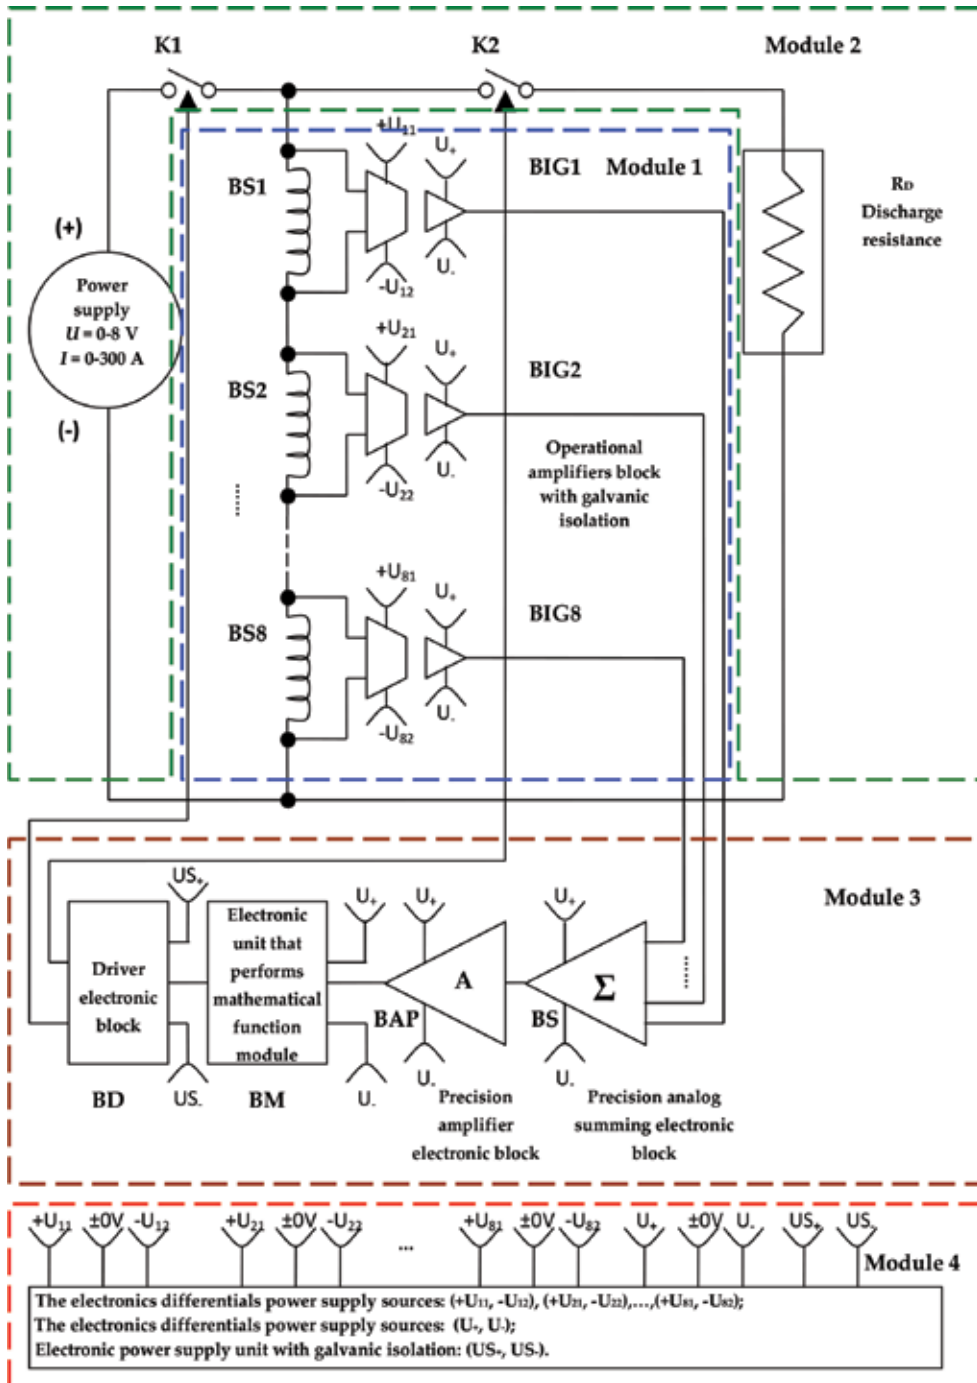 K1
K2
Module 2
+U₁₁
U₊
BIG1
Module 1
BS1
R_D
Discharge
resistance
(+)
U₋
-U₁₂
Power
supply
U = 0-8 V
I = 0-300 A
+U₂₁
U₊
BIG2
BS2
(-)
U₋
-U₂₂
Operational
amplifiers block
with galvanic
isolation
+U₈₁
U₊
BIG8
BS8
U₋
-U₈₂
US₊
U₊
U₊
U₊
Module 3
Driver
electronic
block
Electronic
unit that
performs
mathematical
function
module
A
Σ
BAP
BS
BD
US₋
BM
U₋
U₋
U₋
Precision
amplifier
electronic block
Precision analog
summing electronic
block
+U₁₁ ±0V -U₁₂ +U₂₁ ±0V -U₂₂ ... +U₈₁ ±0V -U₈₂ U₊ ±0V U₋ US₊ US₋
Module 4
The electronics differentials power supply sources: (+U₁₁, -U₁₂), (+U₂₁, -U₂₂),...,(+U₈₁, -U₈₂);
The electronics differentials power supply sources: (U₊, U₋);
Electronic power supply unit with galvanic isolation: (US₊, US₋).